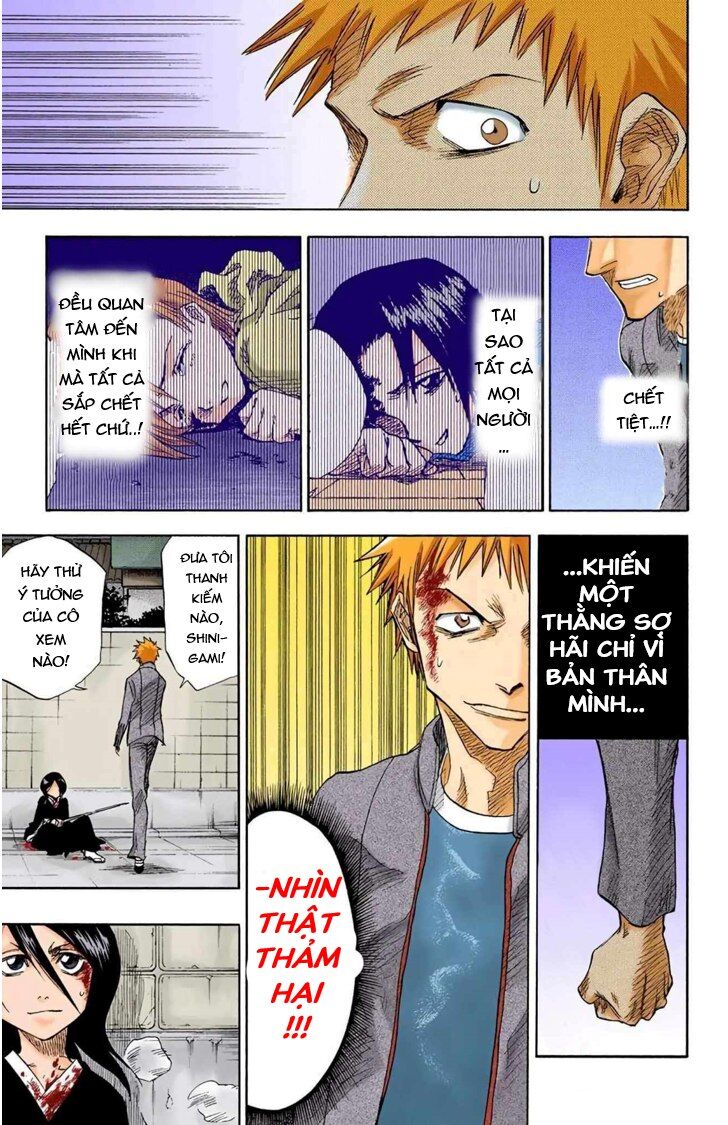 CHẾT
TIỆT...!!
TẠI
SAO
TẤT CẢ
MỌI
NGƯỜI
...
ĐỀU QUAN
TÂM ĐẾN
MÌNH KHI
MÀ TẤT CẢ
SẮP CHẾT
HẾT CHỨ..!
...KHIẾN
MỘT
THẰNG SỢ
HÃI CHỈ VÌ
BẢN THÂN
MÌNH...
-NHÌN
THẬT
THẢM
HẠI
!!!
ĐƯA TÔI
THANH
KIẾM
NÀO,
SHINI-
GAMI!
HÃY THỬ
Ý TƯỞNG
CỦA CÔ
XEM
NÀO!